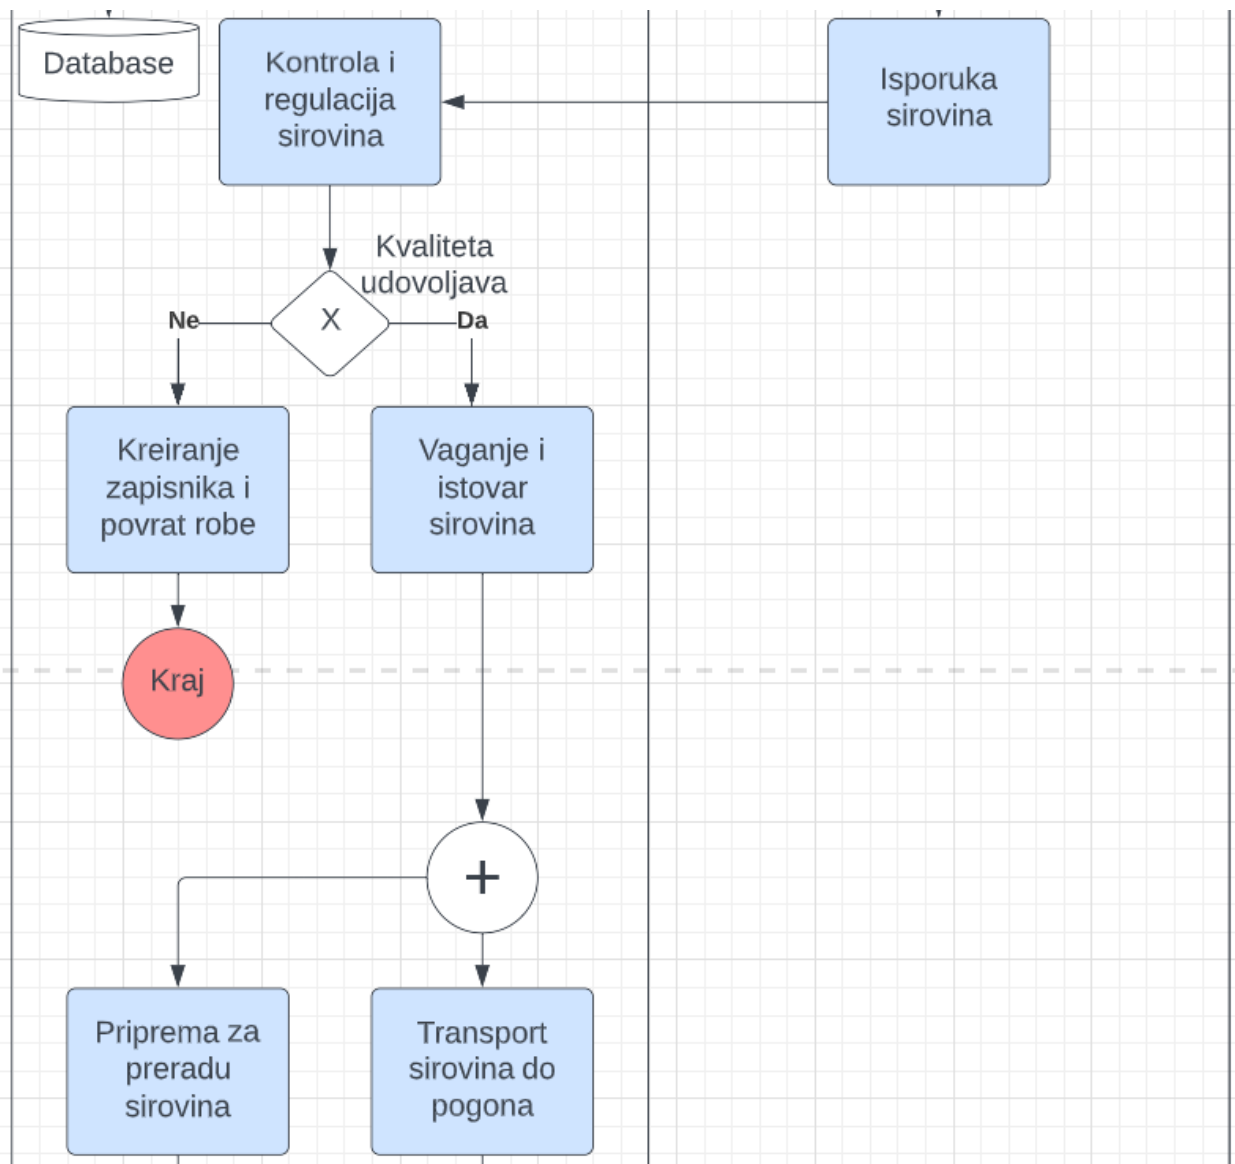 Database
Kontrola i
regulacija
sirovina
Isporuka
sirovina
Kvaliteta
udovoljava
X
Ne
Da
Kreiranje
zapisnika i
povrat robe
Vaganje i
istovar
sirovina
Kraj
+
Priprema za
preradu
sirovina
Transport
sirovina do
pogona